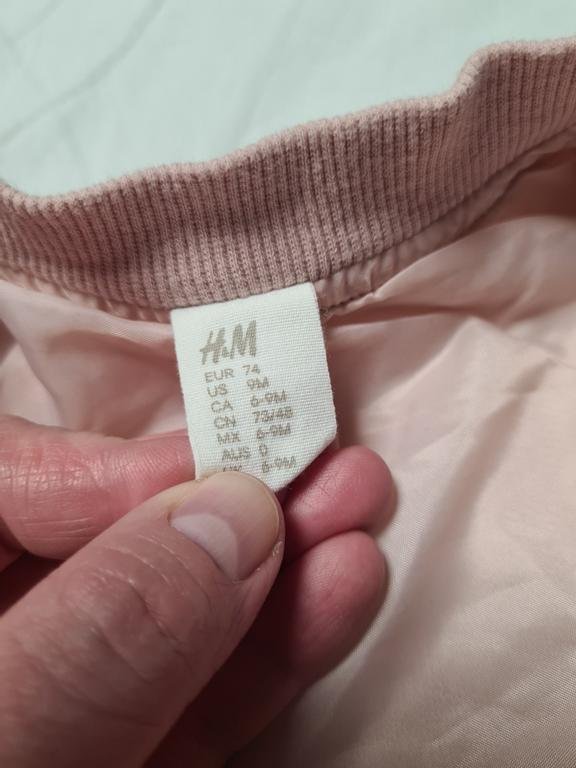 H&M
EUR 74
US 9M
CA 6-9M
CN 73/48
MX 6-9M
AUS 0
6-9M